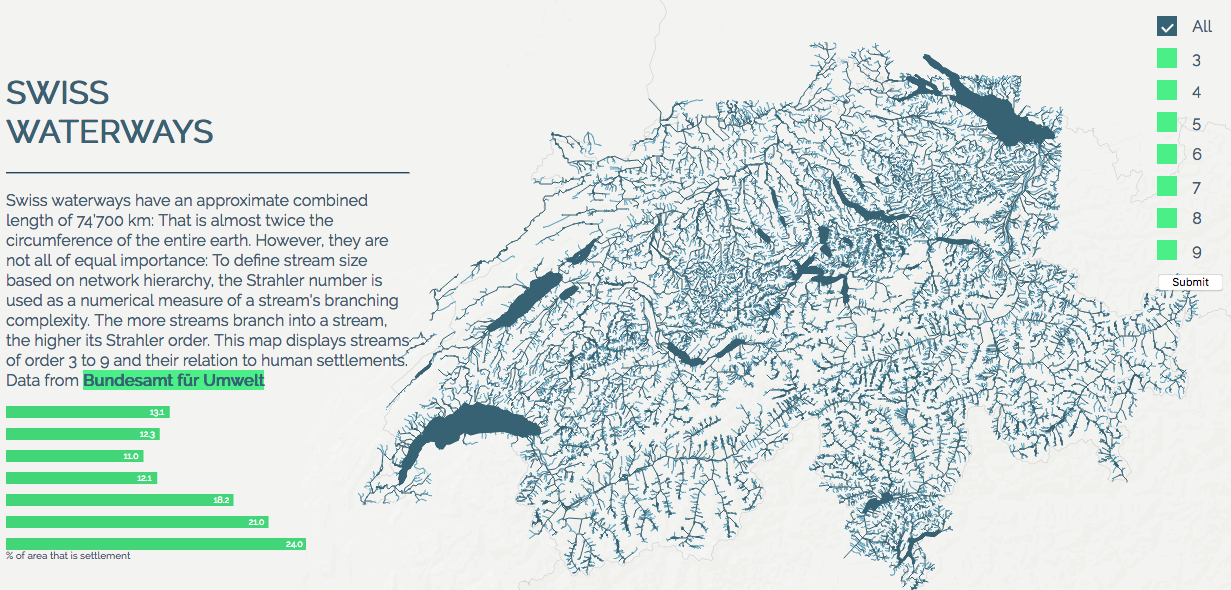 SWISS
WATERWAYS
Swiss waterways have an approximate combined
length of 74'700 km: That is almost twice the
circumference of the entire earth. However, they are
not all of equal importance: To define stream size
based on network hierarchy, the Strahler number is
used as a numerical measure of a stream's branching
complexity. The more streams branch into a stream,
the higher its Strahler order. This map displays streams
of order 3 to 9 and their relation to human settlements.
Data from Bundesamt für Umwelt
13.1
12.3
11.0
12.1
18.2
21.0
24.0
% of area that is settlement
All
3
4
5
6
7
8
9
Submit